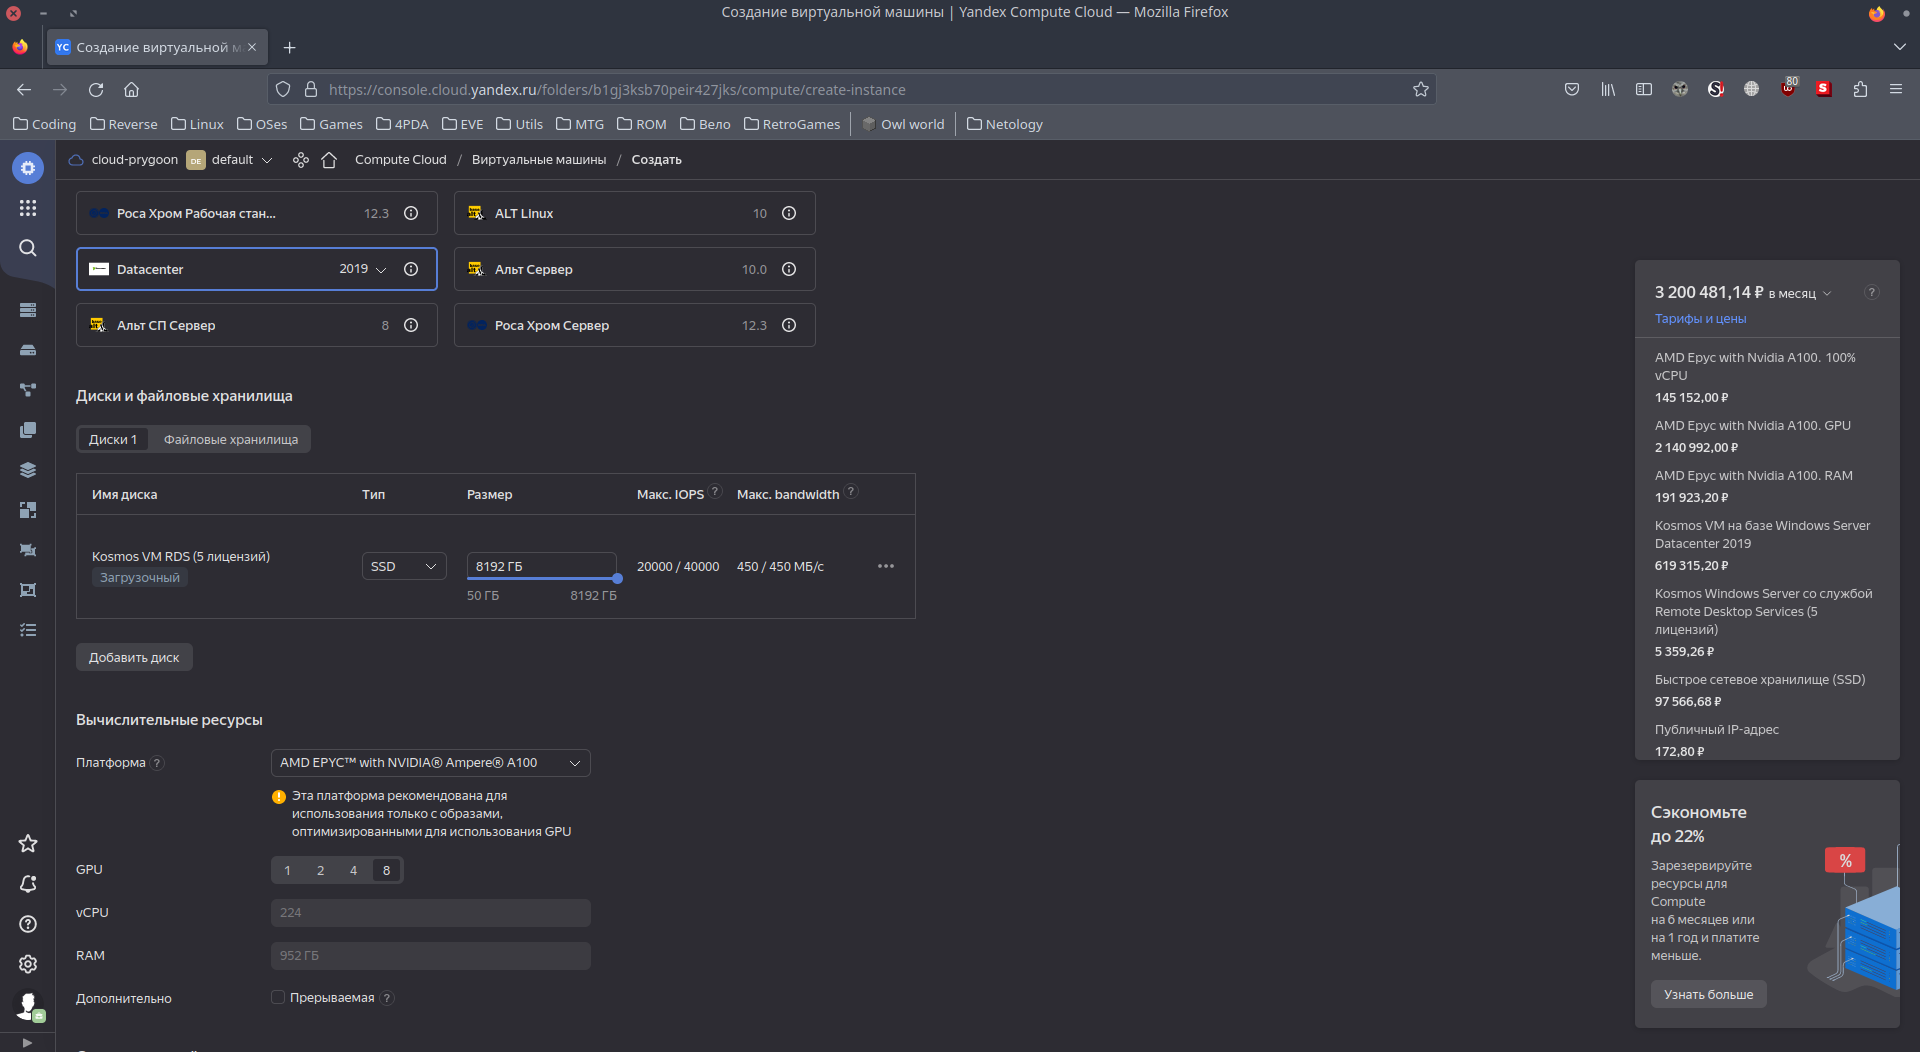 Создание виртуальной машины | Yandex Compute Cloud — Mozilla Firefox
YC Создание виртуальной м
https://console.cloud.yandex.ru/folders/b1gj3ksb70peir427jks/compute/create-instance
80
S
Coding Reverse Linux OSes Games 4PDA EVE Utils MTG ROM Вело RetroGames Owl world Netology
cloud-prygoon DE default Compute Cloud / Виртуальные машины / Создать
Роса Хром Рабочая стан... 12.3
ALT Linux 10
Datacenter 2019
Альт Сервер 10.0
Альт СП Сервер 8
Роса Хром Сервер 12.3
Диски и файловые хранилища
Диски 1 Файловые хранилища
Имя диска Тип Размер Макс. IOPS ? Макс. bandwidth ?
Kosmos VM RDS (5 лицензий)
Загрузочный
SSD 8192 ГБ 20000 / 40000 450 / 450 МБ/с
50 ГБ 8192 ГБ
Добавить диск
Вычислительные ресурсы
Платформа ? AMD EPYC™ with NVIDIA® Ampere® A100
Эта платформа рекомендована для
использования только с образами,
оптимизированными для использования GPU
GPU 1 2 4 8
vCPU 224
RAM 952 ГБ
Дополнительно Прерываемая ?
3 200 481,14 ₽ в месяц ?
Тарифы и цены
AMD Epyc with Nvidia A100. 100%
vCPU
145 152,00 ₽
AMD Epyc with Nvidia A100. GPU
2 140 992,00 ₽
AMD Epyc with Nvidia A100. RAM
191 923,20 ₽
Kosmos VM на базе Windows Server
Datacenter 2019
619 315,20 ₽
Kosmos Windows Server со службой
Remote Desktop Services (5
лицензий)
5 359,26 ₽
Быстрое сетевое хранилище (SSD)
97 566,68 ₽
Публичный IP-адрес
172,80 ₽
Сэкономьте
до 22%
Зарезервируйте
ресурсы для
Compute
на 6 месяцев или
на 1 год и платите
меньше.
%
Узнать больше